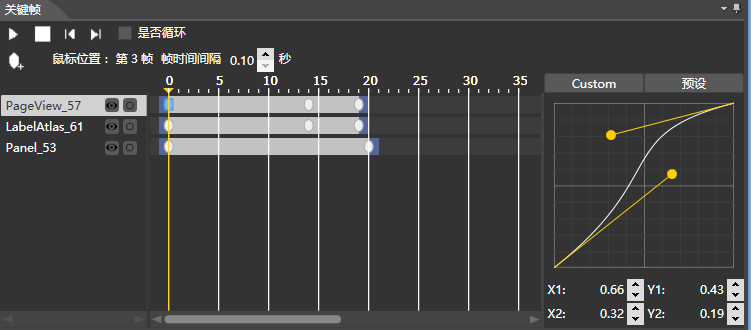 关键帧
是否循环
鼠标位置： 第 3 帧 帧时间间隔 0.10 秒
0 5 10 15 20 25 30 35
Custom 预设
PageView_57
LabelAtlas_61
Panel_53
X1: 0.66 Y1: 0.43
X2: 0.32 Y2: 0.19